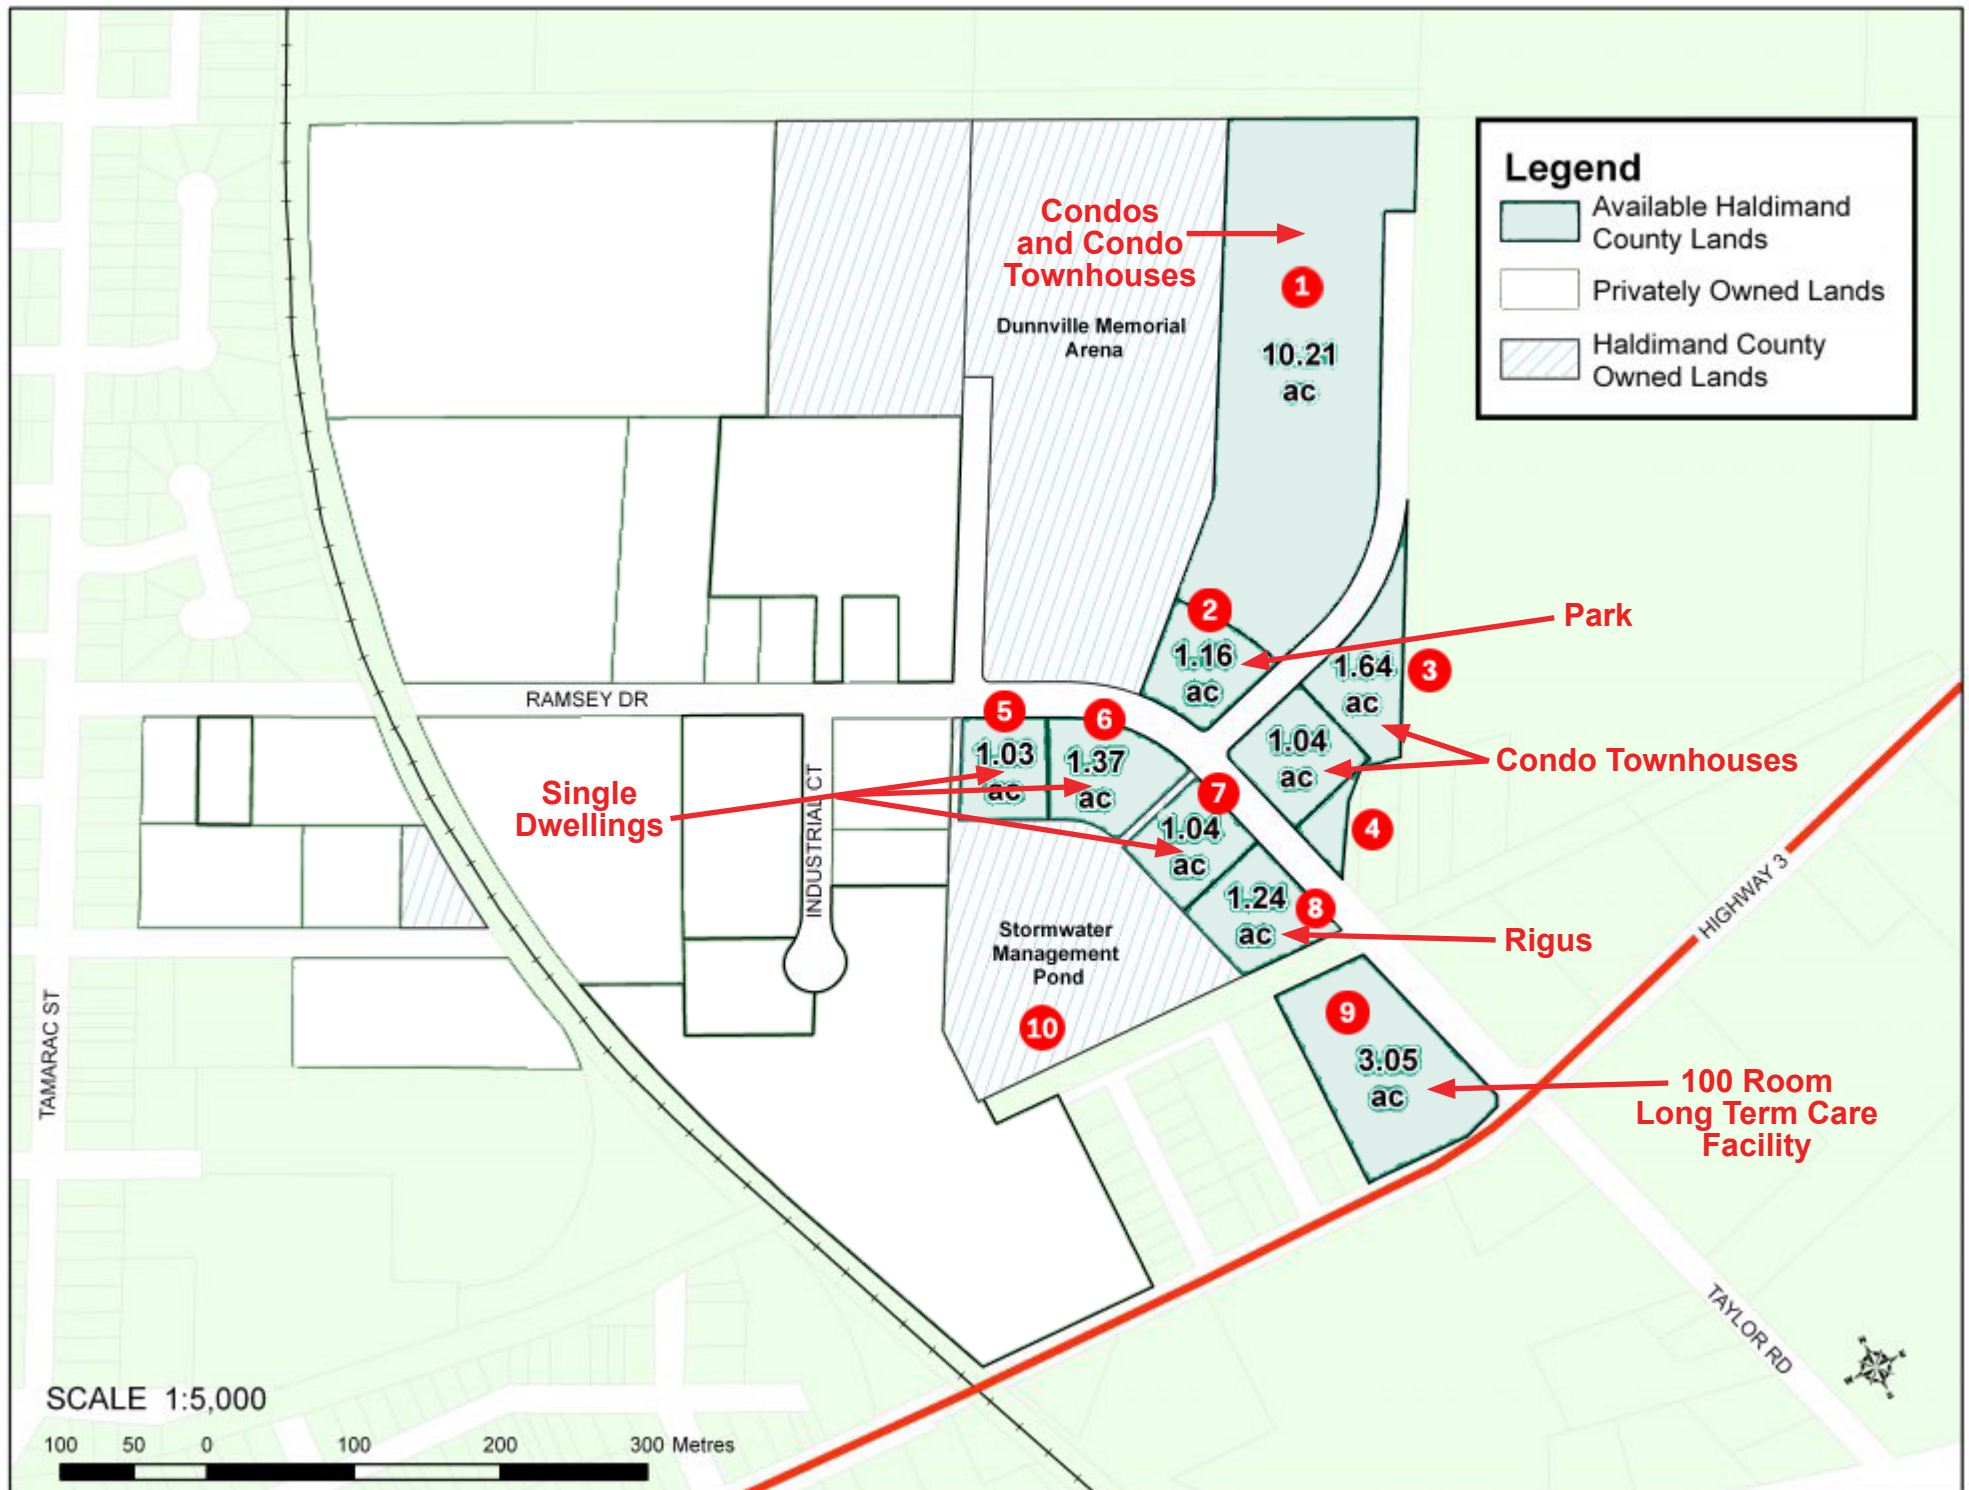 Legend
Available Haldimand
County Lands
Privately Owned Lands
Haldimand County
Owned Lands
Condos
and Condo
Townhouses
1
Dunnville Memorial
Arena
10.21
ac
2
1.16
ac
Park
1.64
ac
3
RAMSEY DR
5
6
1.03
ac
1.37
ac
1.04
ac
Condo Townhouses
Single
Dwellings
INDUSTRIAL CT
7
1.04
ac
4
1.24
ac
8
Rigus
HIGHWAY 3
Stormwater
Management
Pond
10
9
3.05
ac
100 Room
Long Term Care
Facility
TAMARAC ST
TAYLOR RD
SCALE 1:5,000
100 50 0 100 200 300 Metres